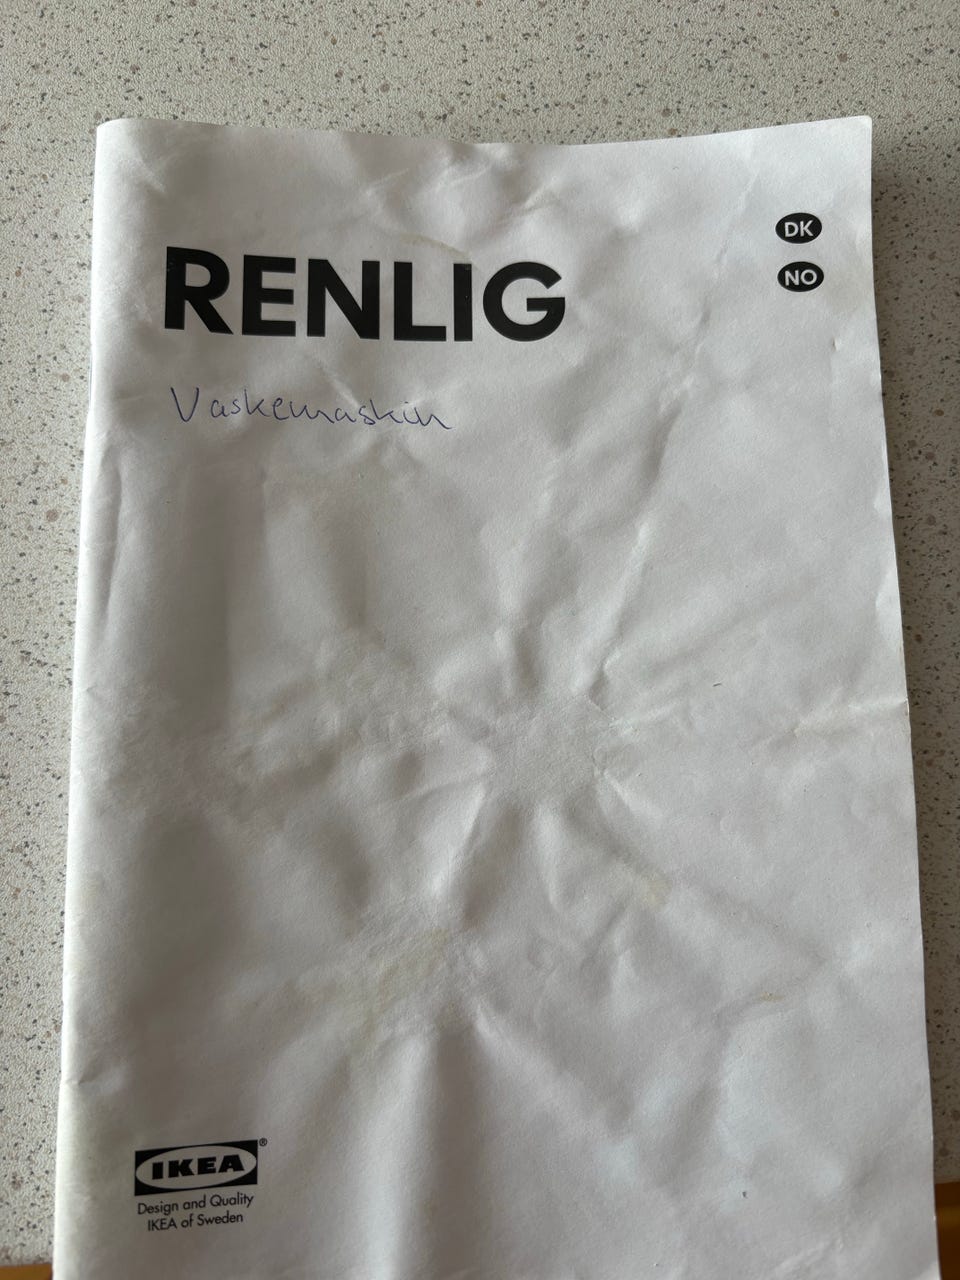 DK
NO
RENLIG
Vaskemaskin
IKEA®
Design and Quality
IKEA of Sweden